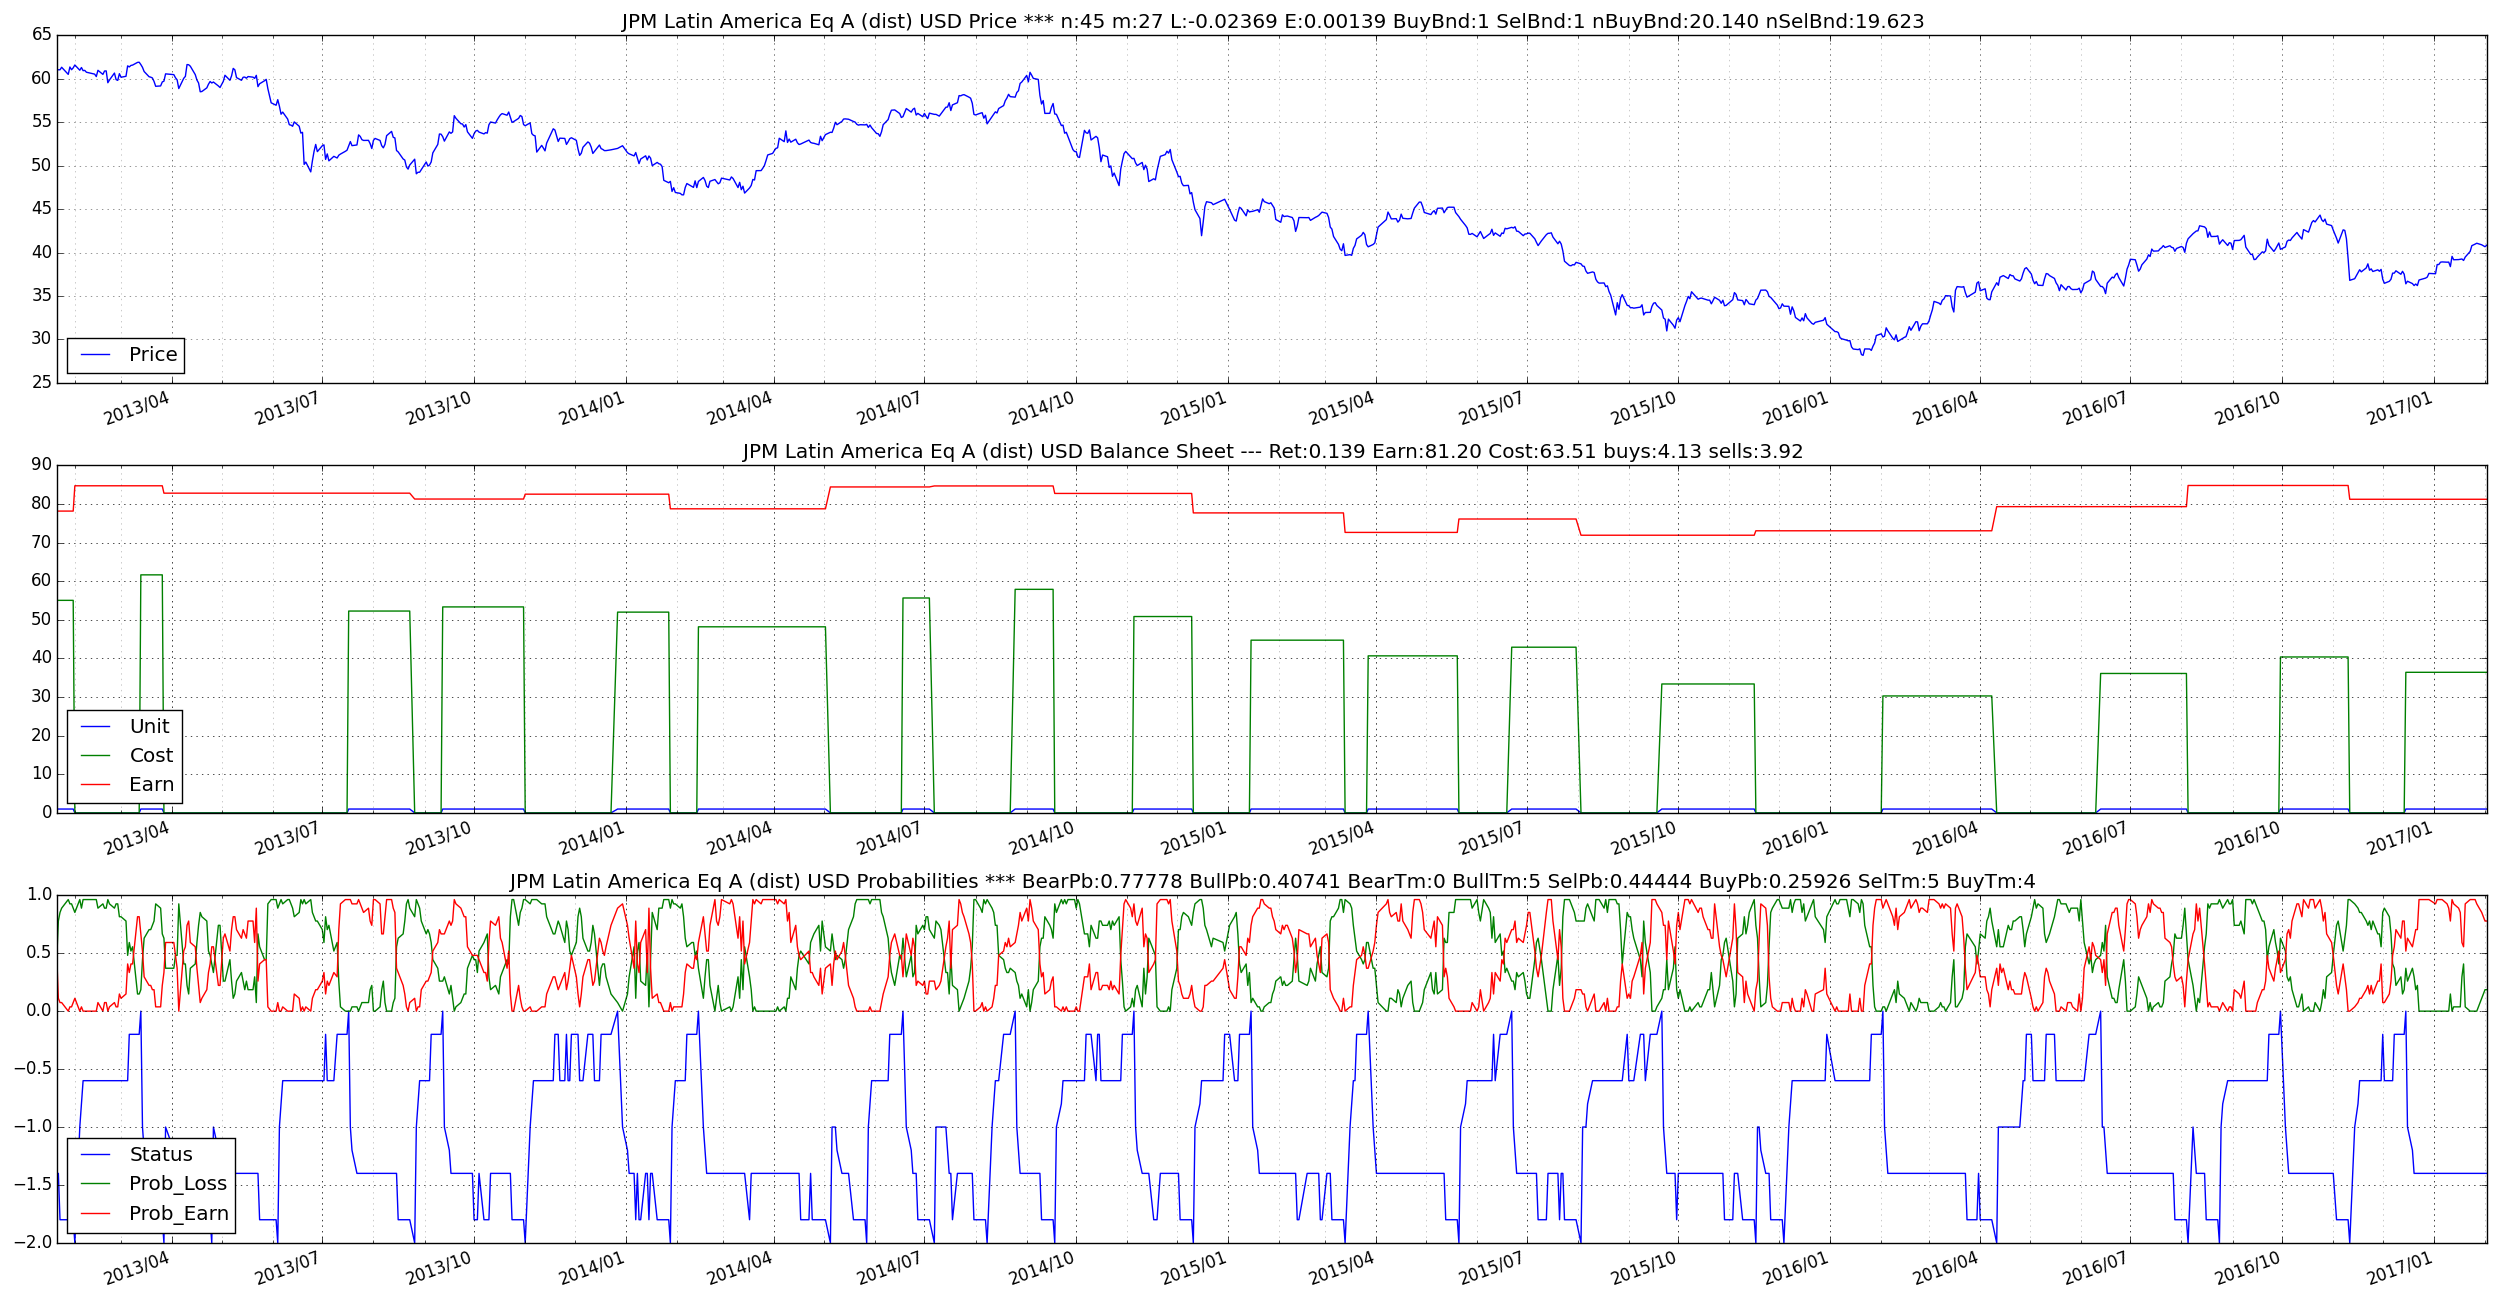 JPM Latin America Eq A (dist) USD Price *** n:45 m:27 L:-0.02369 E:0.00139 BuyBnd:1 SelBnd:1 nBuyBnd:20.140 nSelBnd:19.623
65
60
55
50
45
40
35
30
25
Price
2013/04 2013/07 2013/10 2014/01 2014/04 2014/07 2014/10 2015/01 2015/04 2015/07 2015/10 2016/01 2016/04 2016/07 2016/10 2017/01
JPM Latin America Eq A (dist) USD Balance Sheet --- Ret:0.139 Earn:81.20 Cost:63.51 buys:4.13 sells:3.92
90
80
70
60
50
40
30
20
10
0
Unit
Cost
Earn
2013/04 2013/07 2013/10 2014/01 2014/04 2014/07 2014/10 2015/01 2015/04 2015/07 2015/10 2016/01 2016/04 2016/07 2016/10 2017/01
JPM Latin America Eq A (dist) USD Probabilities *** BearPb:0.77778 BullPb:0.40741 BearTm:0 BullTm:5 SelPb:0.44444 BuyPb:0.25926 SelTm:5 BuyTm:4
1.0
0.5
0.0
−0.5
−1.0
−1.5
−2.0
Status
Prob_Loss
Prob_Earn
2013/04 2013/07 2013/10 2014/01 2014/04 2014/07 2014/10 2015/01 2015/04 2015/07 2015/10 2016/01 2016/04 2016/07 2016/10 2017/01